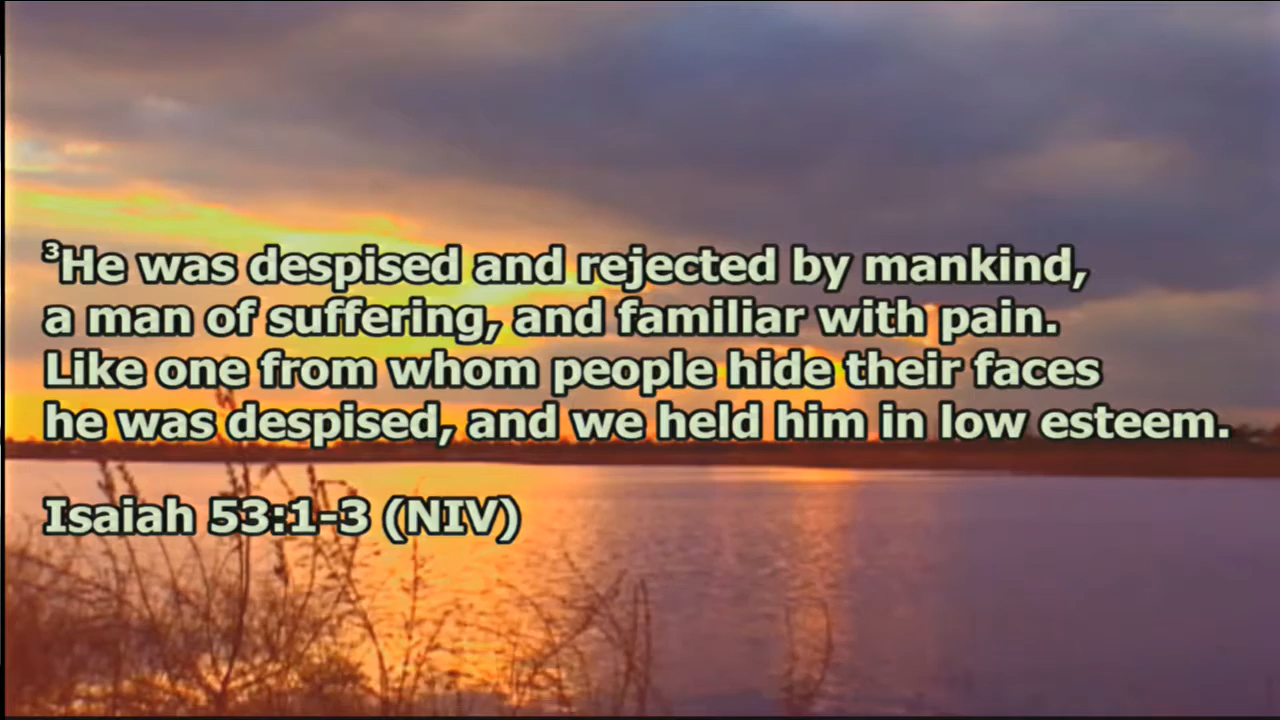 ³He was despised and rejected by mankind,
a man of suffering, and familiar with pain.
Like one from whom people hide their faces
he was despised, and we held him in low esteem.
Isaiah 53:1-3 (NIV)